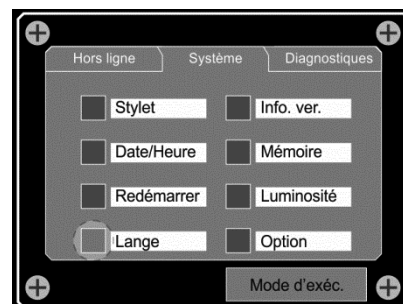 Hors ligne Système Diagnostiques
Stylet Info. ver.
Date/Heure Mémoire
Redémarrer Luminosité
Lange Option
Mode d'exéc.